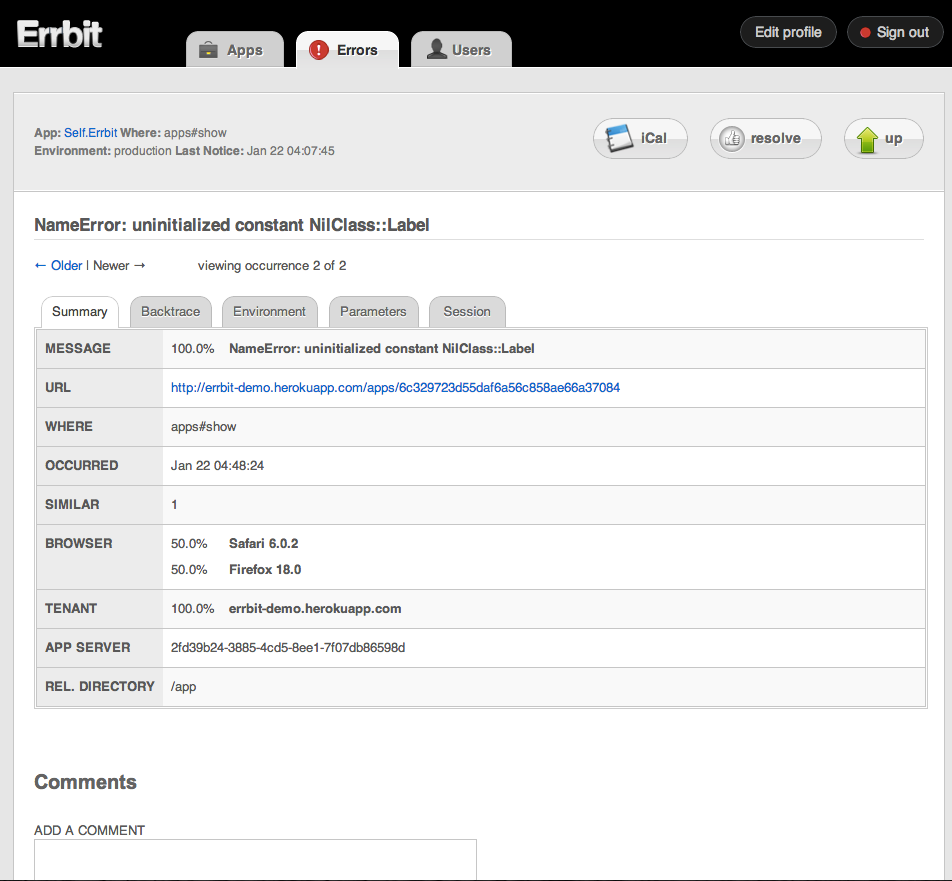 Errbit
Apps
Errors
Users
Edit profile
Sign out
App: Self.Errbit Where: apps#show
Environment: production Last Notice: Jan 22 04:07:45
iCal
resolve
up
NameError: uninitialized constant NilClass::Label
← Older | Newer → viewing occurrence 2 of 2
Summary Backtrace Environment Parameters Session
MESSAGE 100.0% NameError: uninitialized constant NilClass::Label
URL http://errbit-demo.herokuapp.com/apps/6c329723d55daf6a56c858ae66a37084
WHERE apps#show
OCCURRED Jan 22 04:48:24
SIMILAR 1
BROWSER 50.0% Safari 6.0.2
50.0% Firefox 18.0
TENANT 100.0% errbit-demo.herokuapp.com
APP SERVER 2fd39b24-3885-4cd5-8ee1-7f07db86598d
REL. DIRECTORY /app
Comments
ADD A COMMENT